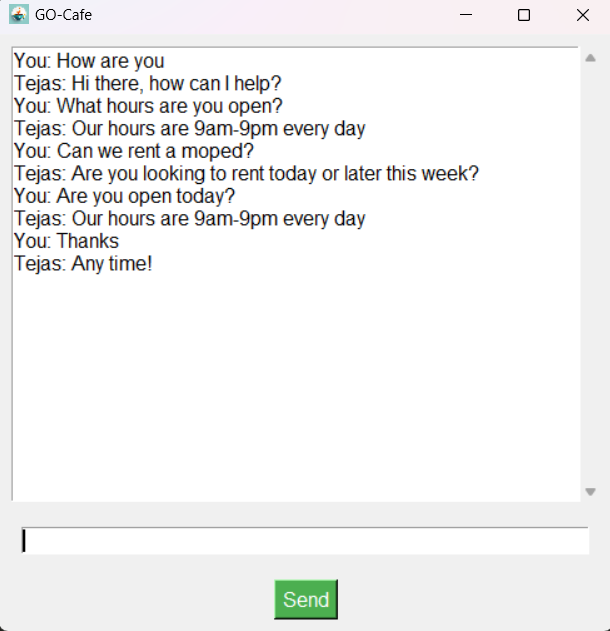 GO-Cafe
You: How are you
Tejas: Hi there, how can I help?
You: What hours are you open?
Tejas: Our hours are 9am-9pm every day
You: Can we rent a moped?
Tejas: Are you looking to rent today or later this week?
You: Are you open today?
Tejas: Our hours are 9am-9pm every day
You: Thanks
Tejas: Any time!
Send